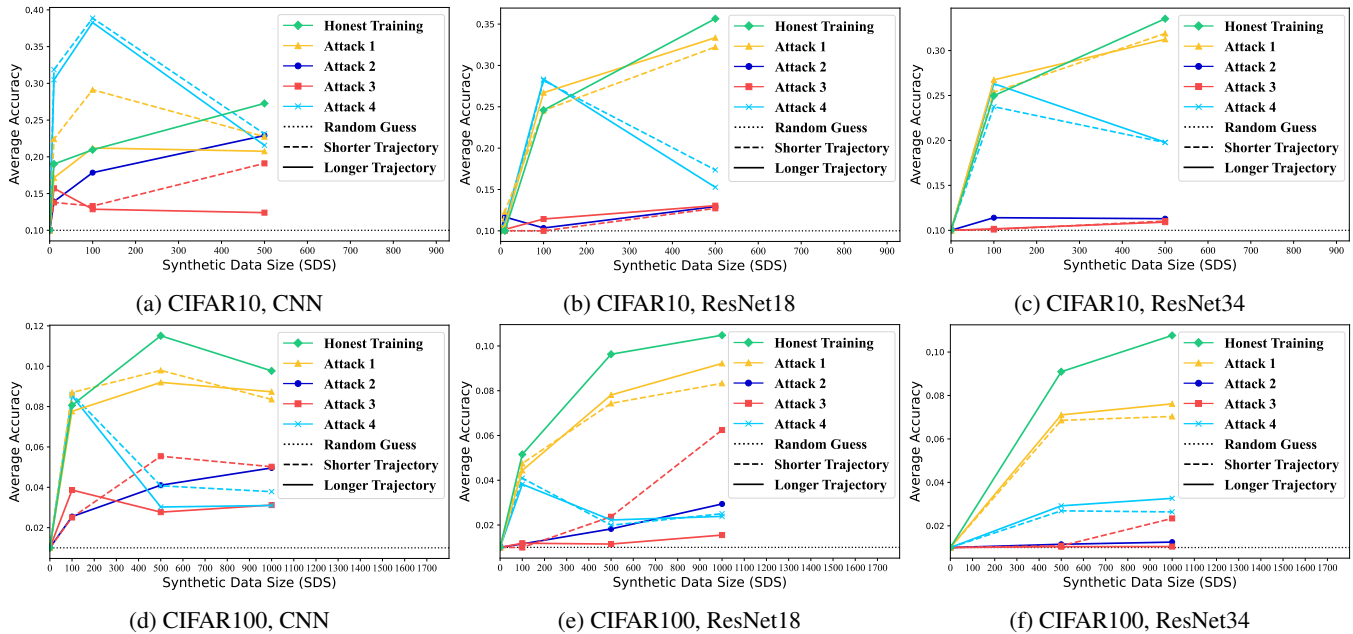 0.40
0.35
0.30
0.25
0.20
0.15
0.10
Average Accuracy
0 100 200 300 400 500 600 700 800 900
Synthetic Data Size (SDS)
Honest Training
Attack 1
Attack 2
Attack 3
Attack 4
Random Guess
Shorter Trajectory
Longer Trajectory
(a) CIFAR10, CNN
0.35
0.30
0.25
0.20
0.15
0.10
Average Accuracy
0 100 200 300 400 500 600 700 800 900
Synthetic Data Size (SDS)
Honest Training
Attack 1
Attack 2
Attack 3
Attack 4
Random Guess
Shorter Trajectory
Longer Trajectory
(b) CIFAR10, ResNet18
0.30
0.25
0.20
0.15
0.10
Average Accuracy
0 100 200 300 400 500 600 700 800 900
Synthetic Data Size (SDS)
Honest Training
Attack 1
Attack 2
Attack 3
Attack 4
Random Guess
Shorter Trajectory
Longer Trajectory
(c) CIFAR10, ResNet34
0.12
0.10
0.08
0.06
0.04
0.02
Average Accuracy
0 100 200 300 400 500 600 700 800 900 1000 1100 1200 1300 1400 1500 1600 1700
Synthetic Data Size (SDS)
Honest Training
Attack 1
Attack 2
Attack 3
Attack 4
Random Guess
Shorter Trajectory
Longer Trajectory
(d) CIFAR100, CNN
0.10
0.08
0.06
0.04
0.02
Average Accuracy
0 100 200 300 400 500 600 700 800 900 1000 1100 1200 1300 1400 1500 1600 1700
Synthetic Data Size (SDS)
Honest Training
Attack 1
Attack 2
Attack 3
Attack 4
Random Guess
Shorter Trajectory
Longer Trajectory
(e) CIFAR100, ResNet18
0.10
0.08
0.06
0.04
0.02
Average Accuracy
0 100 200 300 400 500 600 700 800 900 1000 1100 1200 1300 1400 1500 1600 1700
Synthetic Data Size (SDS)
Honest Training
Attack 1
Attack 2
Attack 3
Attack 4
Random Guess
Shorter Trajectory
Longer Trajectory
(f) CIFAR100, ResNet34